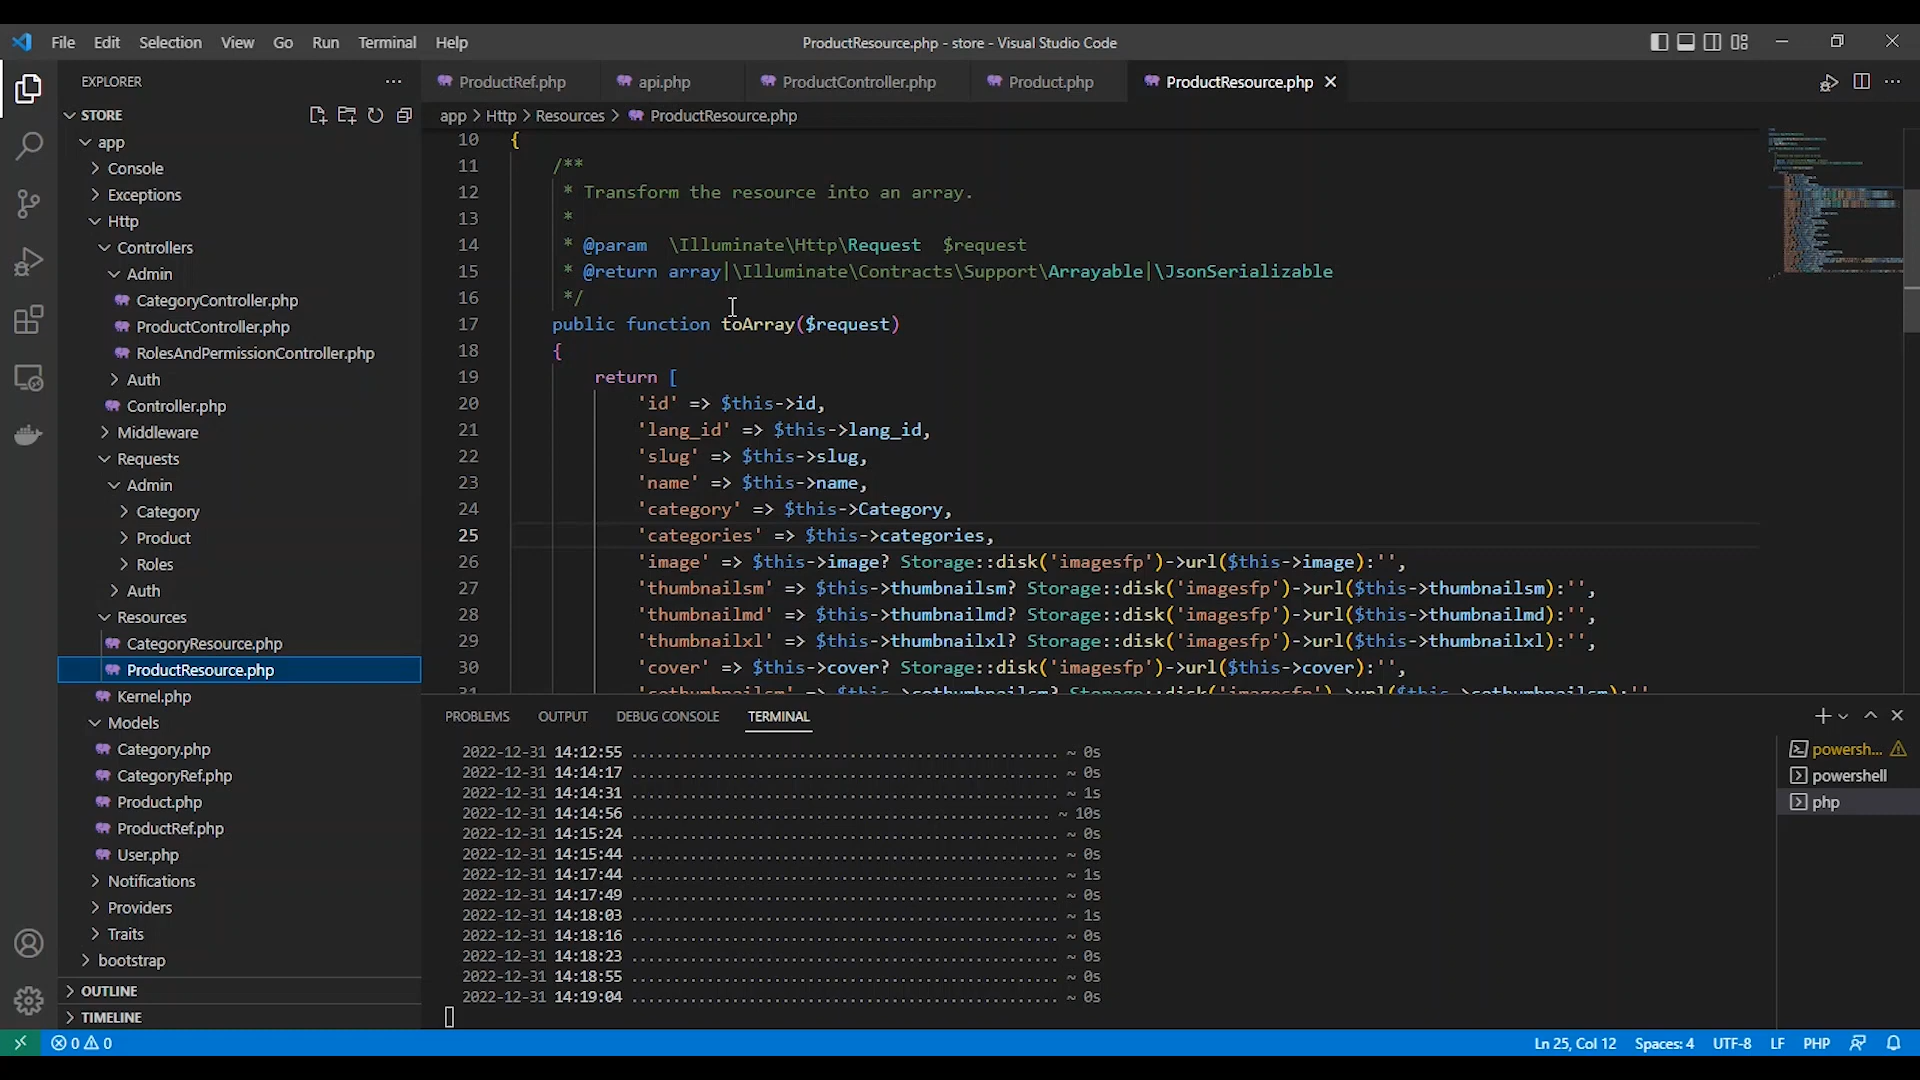 File Edit Selection View Go Run Terminal Help
ProductResource.php - store - Visual Studio Code
EXPLORER
STORE
app
Console
Exceptions
Http
Controllers
Admin
CategoryController.php
ProductController.php
RolesAndPermissionController.php
Auth
Controller.php
Middleware
Requests
Admin
Category
Product
Roles
Auth
Resources
CategoryResource.php
ProductResource.php
Kernel.php
Models
Category.php
CategoryRef.php
Product.php
ProductRef.php
User.php
Notifications
Providers
Traits
bootstrap
OUTLINE
TIMELINE
ProductRef.php api.php ProductController.php Product.php ProductResource.php
app > Http > Resources > ProductResource.php
10 {
11 /**
12 * Transform the resource into an array.
13 *
14 * @param \Illuminate\Http\Request $request
15 * @return array|\Illuminate\Contracts\Support\Arrayable|\JsonSerializable
16 */
17 public function toArray($request)
18 {
19 return [
20 'id' => $this->id,
21 'lang_id' => $this->lang_id,
22 'slug' => $this->slug,
23 'name' => $this->name,
24 'category' => $this->Category,
25 'categories' => $this->categories,
26 'image' => $this->image? Storage::disk('imagesfp')->url($this->image):'',
27 'thumbnailsm' => $this->thumbnailsm? Storage::disk('imagesfp')->url($this->thumbnailsm):'',
28 'thumbnailmd' => $this->thumbnailmd? Storage::disk('imagesfp')->url($this->thumbnailmd):'',
29 'thumbnailxl' => $this->thumbnailxl? Storage::disk('imagesfp')->url($this->thumbnailxl):'',
30 'cover' => $this->cover? Storage::disk('imagesfp')->url($this->cover):'',
31 'cothumbnailsm' => $this->cothumbnailsm? Storage::disk('imagesfp')->url($this->cothumbnailsm):''
PROBLEMS OUTPUT DEBUG CONSOLE TERMINAL
2022-12-31 14:12:55 ........................................ ~ 0s
2022-12-31 14:14:17 ........................................ ~ 0s
2022-12-31 14:14:31 ........................................ ~ 1s
2022-12-31 14:14:56 ....................................... ~ 10s
2022-12-31 14:15:24 ........................................ ~ 0s
2022-12-31 14:15:44 ........................................ ~ 0s
2022-12-31 14:17:44 ........................................ ~ 1s
2022-12-31 14:17:49 ........................................ ~ 0s
2022-12-31 14:18:03 ........................................ ~ 1s
2022-12-31 14:18:16 ........................................ ~ 0s
2022-12-31 14:18:23 ........................................ ~ 0s
2022-12-31 14:18:55 ........................................ ~ 0s
2022-12-31 14:19:04 ........................................ ~ 0s
powersh...
powershell
php
0 0
Ln 25, Col 12 Spaces: 4 UTF-8 LF PHP